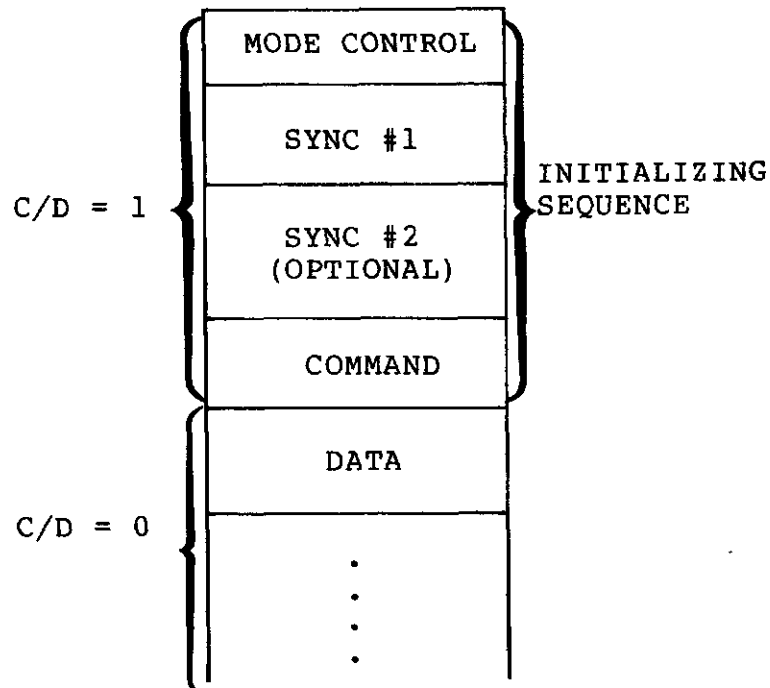 MODE CONTROL
SYNC #1
INITIALIZING
SEQUENCE
C/D = 1
SYNC #2
(OPTIONAL)
COMMAND
DATA
C/D = 0